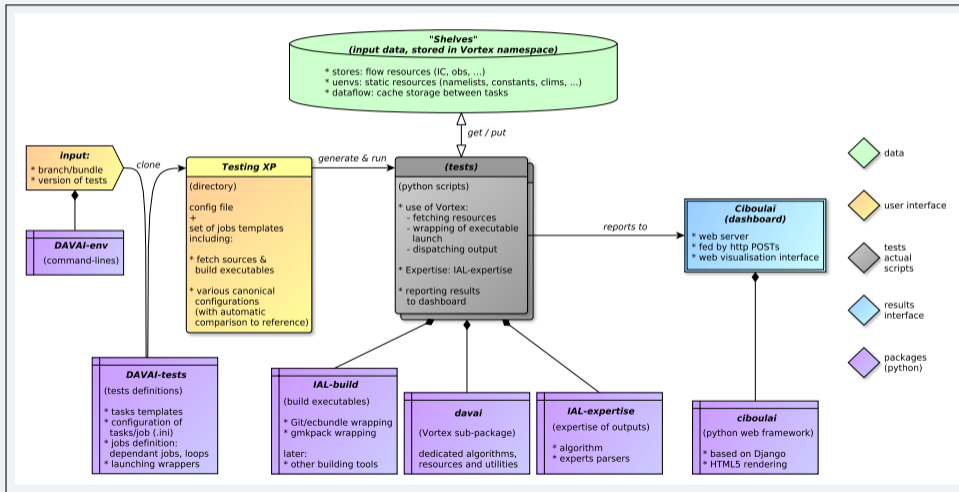 "Shelves"
(input data, stored in Vortex namespace)
* stores: flow resources (IC, obs, ...)
* uenvs: static resources (namelists, constants, clims, ...)
* dataflow: cache storage between tasks
get / put
input:
* branch/bundle
* version of tests
clone
DAVAI-env
(command-lines)
Testing XP
(directory)
config file
+
set of jobs templates
including:
* fetch sources &
build executables
* various canonical
configurations
(with automatic
comparison to reference)
generate & run
(tests)
(python scripts)
* use of Vortex:
- fetching resources
- wrapping of executable
launch
- dispatching output
* Expertise: IAL-expertise
* reporting results
to dashboard
reports to
Ciboulaï
(dashboard)
* web server
* fed by http POSTs
* web visualisation interface
data
user interface
tests
actual
scripts
results
interface
packages
(python)
DAVAI-tests
(tests definitions)
* tasks templates
* configuration of
tasks/job (.ini)
* jobs definition:
dependant jobs, loops
* launching wrappers
IAL-build
(build executables)
* Git/ecbundle wrapping
* gmkpack wrapping
later:
* other building tools
davai
(Vortex sub-package)
dedicated algorithms,
resources and utilities
IAL-expertise
(expertise of outputs)
* algorithm
* experts parsers
ciboulai
(python web framework)
* based on Django
* HTML5 rendering